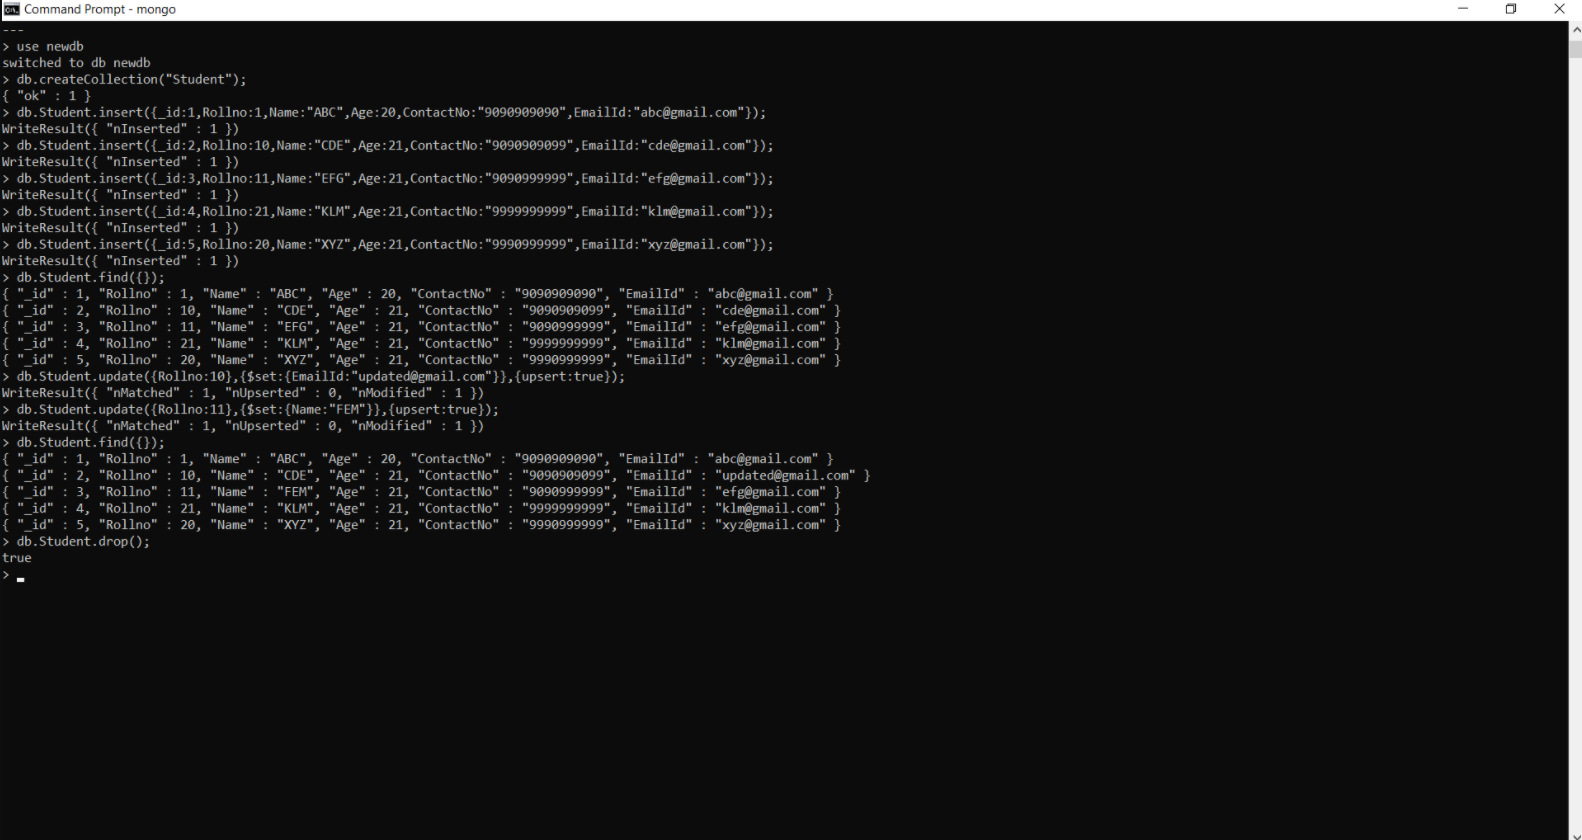 Command Prompt - mongo
---
> use newdb
switched to db newdb
> db.createCollection("Student");
{ "ok" : 1 }
> db.Student.insert({_id:1,Rollno:1,Name:"ABC",Age:20,ContactNo:"9090909090",EmailId:"abc@gmail.com"});
WriteResult({ "nInserted" : 1 })
> db.Student.insert({_id:2,Rollno:10,Name:"CDE",Age:21,ContactNo:"9090909099",EmailId:"cde@gmail.com"});
WriteResult({ "nInserted" : 1 })
> db.Student.insert({_id:3,Rollno:11,Name:"EFG",Age:21,ContactNo:"9090999999",EmailId:"efg@gmail.com"});
WriteResult({ "nInserted" : 1 })
> db.Student.insert({_id:4,Rollno:21,Name:"KLM",Age:21,ContactNo:"9999999999",EmailId:"klm@gmail.com"});
WriteResult({ "nInserted" : 1 })
> db.Student.insert({_id:5,Rollno:20,Name:"XYZ",Age:21,ContactNo:"9990999999",EmailId:"xyz@gmail.com"});
WriteResult({ "nInserted" : 1 })
> db.Student.find({});
{ "_id" : 1, "Rollno" : 1, "Name" : "ABC", "Age" : 20, "ContactNo" : "9090909090", "EmailId" : "abc@gmail.com" }
{ "_id" : 2, "Rollno" : 10, "Name" : "CDE", "Age" : 21, "ContactNo" : "9090909099", "EmailId" : "cde@gmail.com" }
{ "_id" : 3, "Rollno" : 11, "Name" : "EFG", "Age" : 21, "ContactNo" : "9090999999", "EmailId" : "efg@gmail.com" }
{ "_id" : 4, "Rollno" : 21, "Name" : "KLM", "Age" : 21, "ContactNo" : "9999999999", "EmailId" : "klm@gmail.com" }
{ "_id" : 5, "Rollno" : 20, "Name" : "XYZ", "Age" : 21, "ContactNo" : "9990999999", "EmailId" : "xyz@gmail.com" }
> db.Student.update({Rollno:10},{$set:{EmailId:"updated@gmail.com"}},{upsert:true});
WriteResult({ "nMatched" : 1, "nUpserted" : 0, "nModified" : 1 })
> db.Student.update({Rollno:11},{$set:{Name:"FEM"}},{upsert:true});
WriteResult({ "nMatched" : 1, "nUpserted" : 0, "nModified" : 1 })
> db.Student.find({});
{ "_id" : 1, "Rollno" : 1, "Name" : "ABC", "Age" : 20, "ContactNo" : "9090909090", "EmailId" : "abc@gmail.com" }
{ "_id" : 2, "Rollno" : 10, "Name" : "CDE", "Age" : 21, "ContactNo" : "9090909099", "EmailId" : "updated@gmail.com" }
{ "_id" : 3, "Rollno" : 11, "Name" : "FEM", "Age" : 21, "ContactNo" : "9090999999", "EmailId" : "efg@gmail.com" }
{ "_id" : 4, "Rollno" : 21, "Name" : "KLM", "Age" : 21, "ContactNo" : "9999999999", "EmailId" : "klm@gmail.com" }
{ "_id" : 5, "Rollno" : 20, "Name" : "XYZ", "Age" : 21, "ContactNo" : "9990999999", "EmailId" : "xyz@gmail.com" }
> db.Student.drop();
true
>